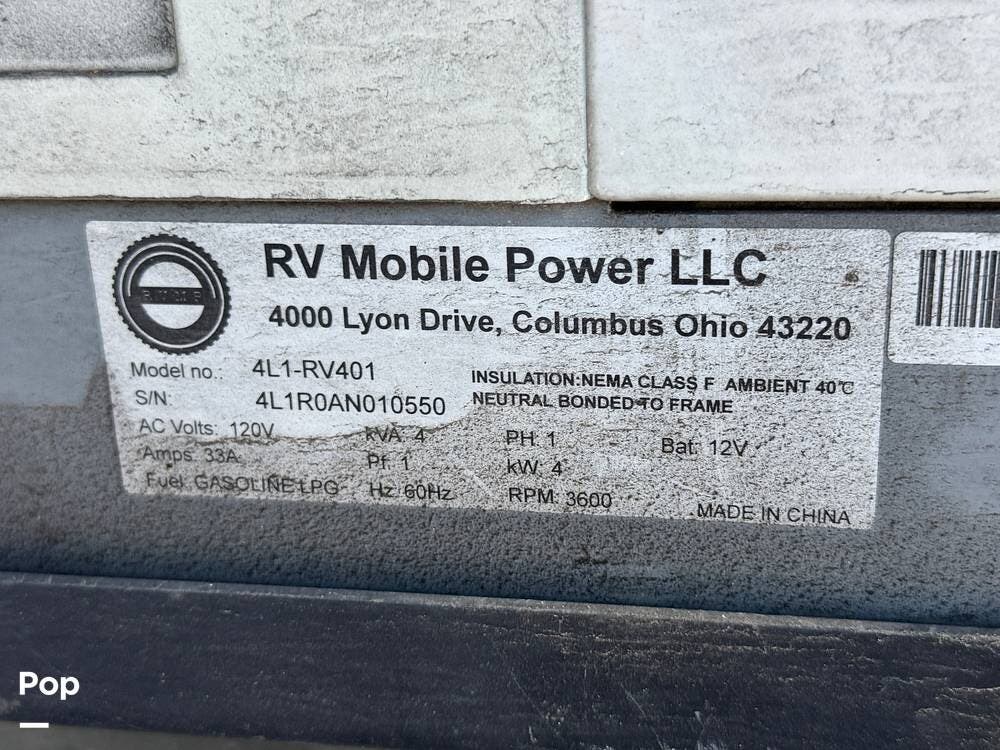 RV Mobile Power LLC
4000 Lyon Drive, Columbus Ohio 43220
Model no.: 4L1-RV401
S/N: 4L1R0AN010550
INSULATION:NEMA CLASS F AMBIENT 40℃
NEUTRAL BONDED TO FRAME
AC Volts: 120V kVA: 4 PH: 1 Bat: 12V
Amps: 33A Pf: 1 kW: 4
Fuel: GASOLINE LPG Hz: 60Hz RPM: 3600 MADE IN CHINA
Pop